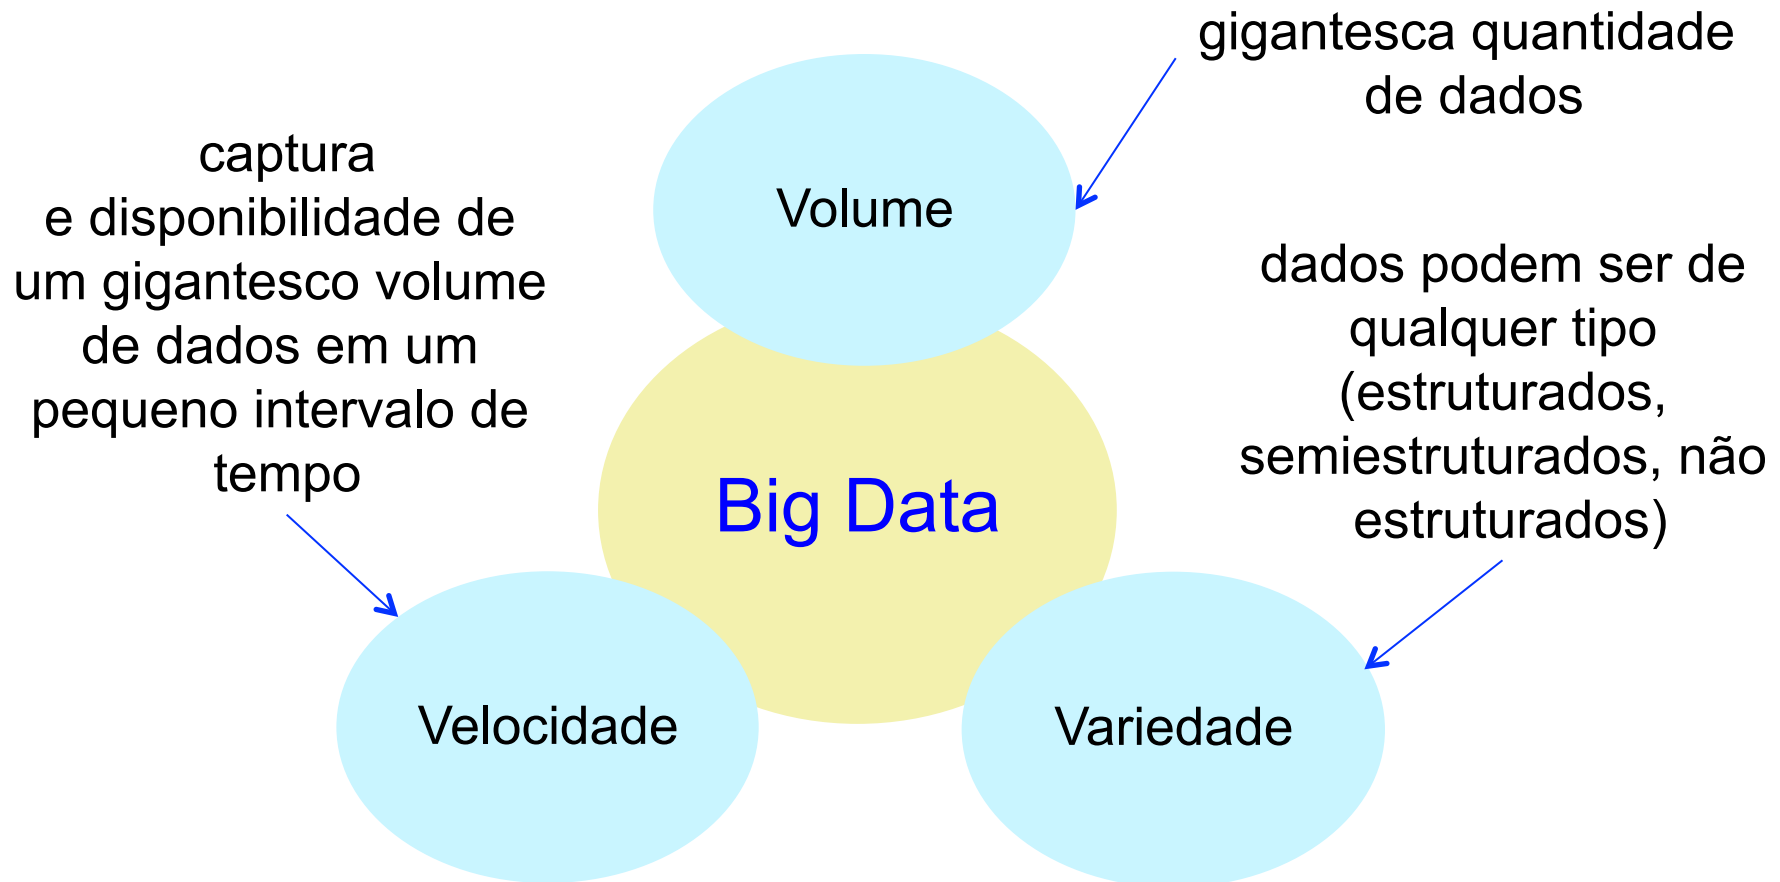 gigantesca quantidade
de dados
Volume
captura
e disponibilidade de
um gigantesco volume
de dados em um
pequeno intervalo de
tempo
dados podem ser de
qualquer tipo
(estruturados,
semiestruturados, não
estruturados)
Big Data
Velocidade
Variedade